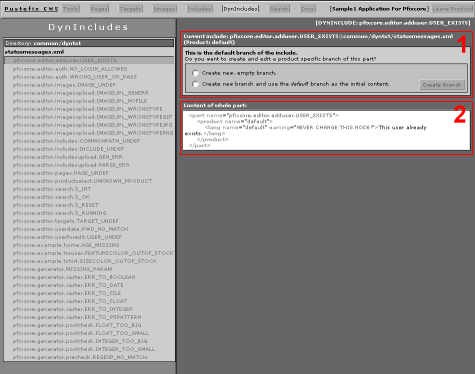 Pustefix CMS Tools Pages Targets Images Includes [DynIncludes] Search Docs [Sample1 Application For Pfixcore] Leave Product
DynIncludes
[DYNINCLUDE: pfixcore.editor.adduser.USER_EXISTS]
Directory: common/dyntxt
statusmessages.xml
pfixcore.editor.adduser.USER_EXISTS
pfixcore.editor.auth.NO_LOGIN_ALLOWED
pfixcore.editor.auth.WRONG_USER_OR_PASS
pfixcore.editor.images.IMAGE_UNDEF
pfixcore.editor.imagesupload.IMAGEUPL_GENERR
pfixcore.editor.imagesupload.IMAGEUPL_NOFILE
pfixcore.editor.imagesupload.IMAGEUPL_WRONGTYPE
pfixcore.editor.imagesupload.IMAGEUPL_WRONGTYPEGIF
pfixcore.editor.imagesupload.IMAGEUPL_WRONGTYPEJPG
pfixcore.editor.imagesupload.IMAGEUPL_WRONGTYPEPNG
pfixcore.editor.includes.COMMONPATH_UNDEF
pfixcore.editor.includes.INCLUDE_UNDEF
pfixcore.editor.includesupload.GEN_ERR
pfixcore.editor.includesupload.PARSE_ERR
pfixcore.editor.pages.PAGE_UNDEF
pfixcore.editor.productselect.UNKNOWN_PRODUCT
pfixcore.editor.search.S_INT
pfixcore.editor.search.S_OK
pfixcore.editor.search.S_RESET
pfixcore.editor.search.S_RUNNING
pfixcore.editor.targets.TARGET_UNDEF
pfixcore.editor.userdata.PWD_NO_MATCH
pfixcore.editor.userforedit.USER_UNDEF
pfixcore.example.home.AGE_MISSING
pfixcore.example.trouser.FEATURECOLOR_OUTOF_STOCK
pfixcore.example.tshirt.SIZECOLOR_OUTOF_STOCK
pfixcore.generator.MISSING_PARAM
pfixcore.generator.caster.ERR_TO_BOOLEAN
pfixcore.generator.caster.ERR_TO_DATE
pfixcore.generator.caster.ERR_TO_FILE
pfixcore.generator.caster.ERR_TO_FLOAT
pfixcore.generator.caster.ERR_TO_INTEGER
pfixcore.generator.caster.ERR_TO_P5PATTERN
pfixcore.generator.postcheck.FLOAT_TOO_BIG
pfixcore.generator.postcheck.FLOAT_TOO_SMALL
pfixcore.generator.postcheck.INTEGER_TOO_BIG
pfixcore.generator.postcheck.INTEGER_TOO_SMALL
pfixcore.generator.precheck.REGEXP_NO_MATCH
Current include: pfixcore.editor.adduser.USER_EXISTS@common/dyntxt/statusmessages.xml
(Product: default)
1
This is the default branch of the include.
Do you want to create and edit a product specific branch of this part?
Create new, empty branch.
Create new branch and use the default branch as the initial content.
Create Branch
Content of whole part:
2
<part name="pfixcore.editor.adduser.USER_EXISTS">
<product name="default">
<lang name="default" warning="NEVER CHANGE THIS NODE!">This user already
exists.</lang>
</product>
</part>